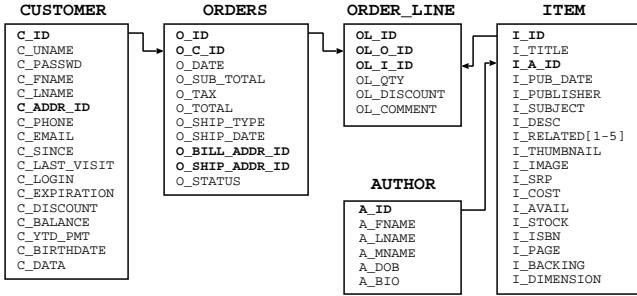 CUSTOMER
C_ID
C_UNAME
C_PASSWD
C_FNAME
C_LNAME
C_ADDR_ID
C_PHONE
C_EMAIL
C_SINCE
C_LAST_VISIT
C_LOGIN
C_EXPIRATION
C_DISCOUNT
C_BALANCE
C_YTD_PMT
C_BIRTHDATE
C_DATA
ORDERS
O_ID
O_C_ID
O_DATE
O_SUB_TOTAL
O_TAX
O_TOTAL
O_SHIP_TYPE
O_SHIP_DATE
O_BILL_ADDR_ID
O_SHIP_ADDR_ID
O_STATUS
ORDER_LINE
OL_ID
OL_O_ID
OL_I_ID
OL_QTY
OL_DISCOUNT
OL_COMMENT
AUTHOR
A_ID
A_FNAME
A_LNAME
A_MNAME
A_DOB
A_BIO
ITEM
I_ID
I_TITLE
I_A_ID
I_PUB_DATE
I_PUBLISHER
I_SUBJECT
I_DESC
I_RELATED[1-5]
I_THUMBNAIL
I_IMAGE
I_SRP
I_COST
I_AVAIL
I_STOCK
I_ISBN
I_PAGE
I_BACKING
I_DIMENSION